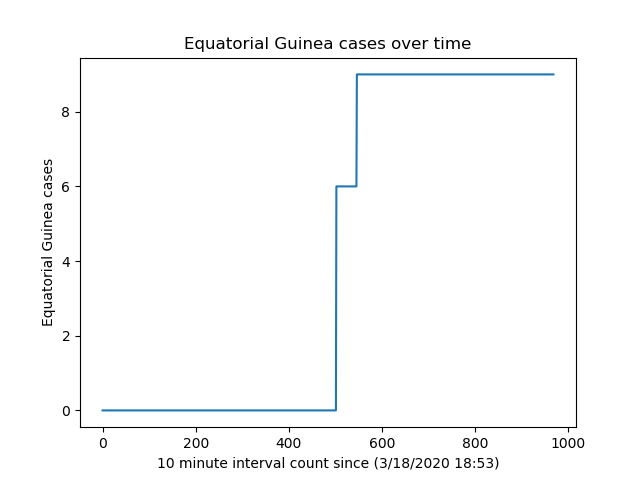 Equatorial Guinea cases over time
Equatorial Guinea cases
8
6
4
2
0
0 200 400 600 800 1000
10 minute interval count since (3/18/2020 18:53)